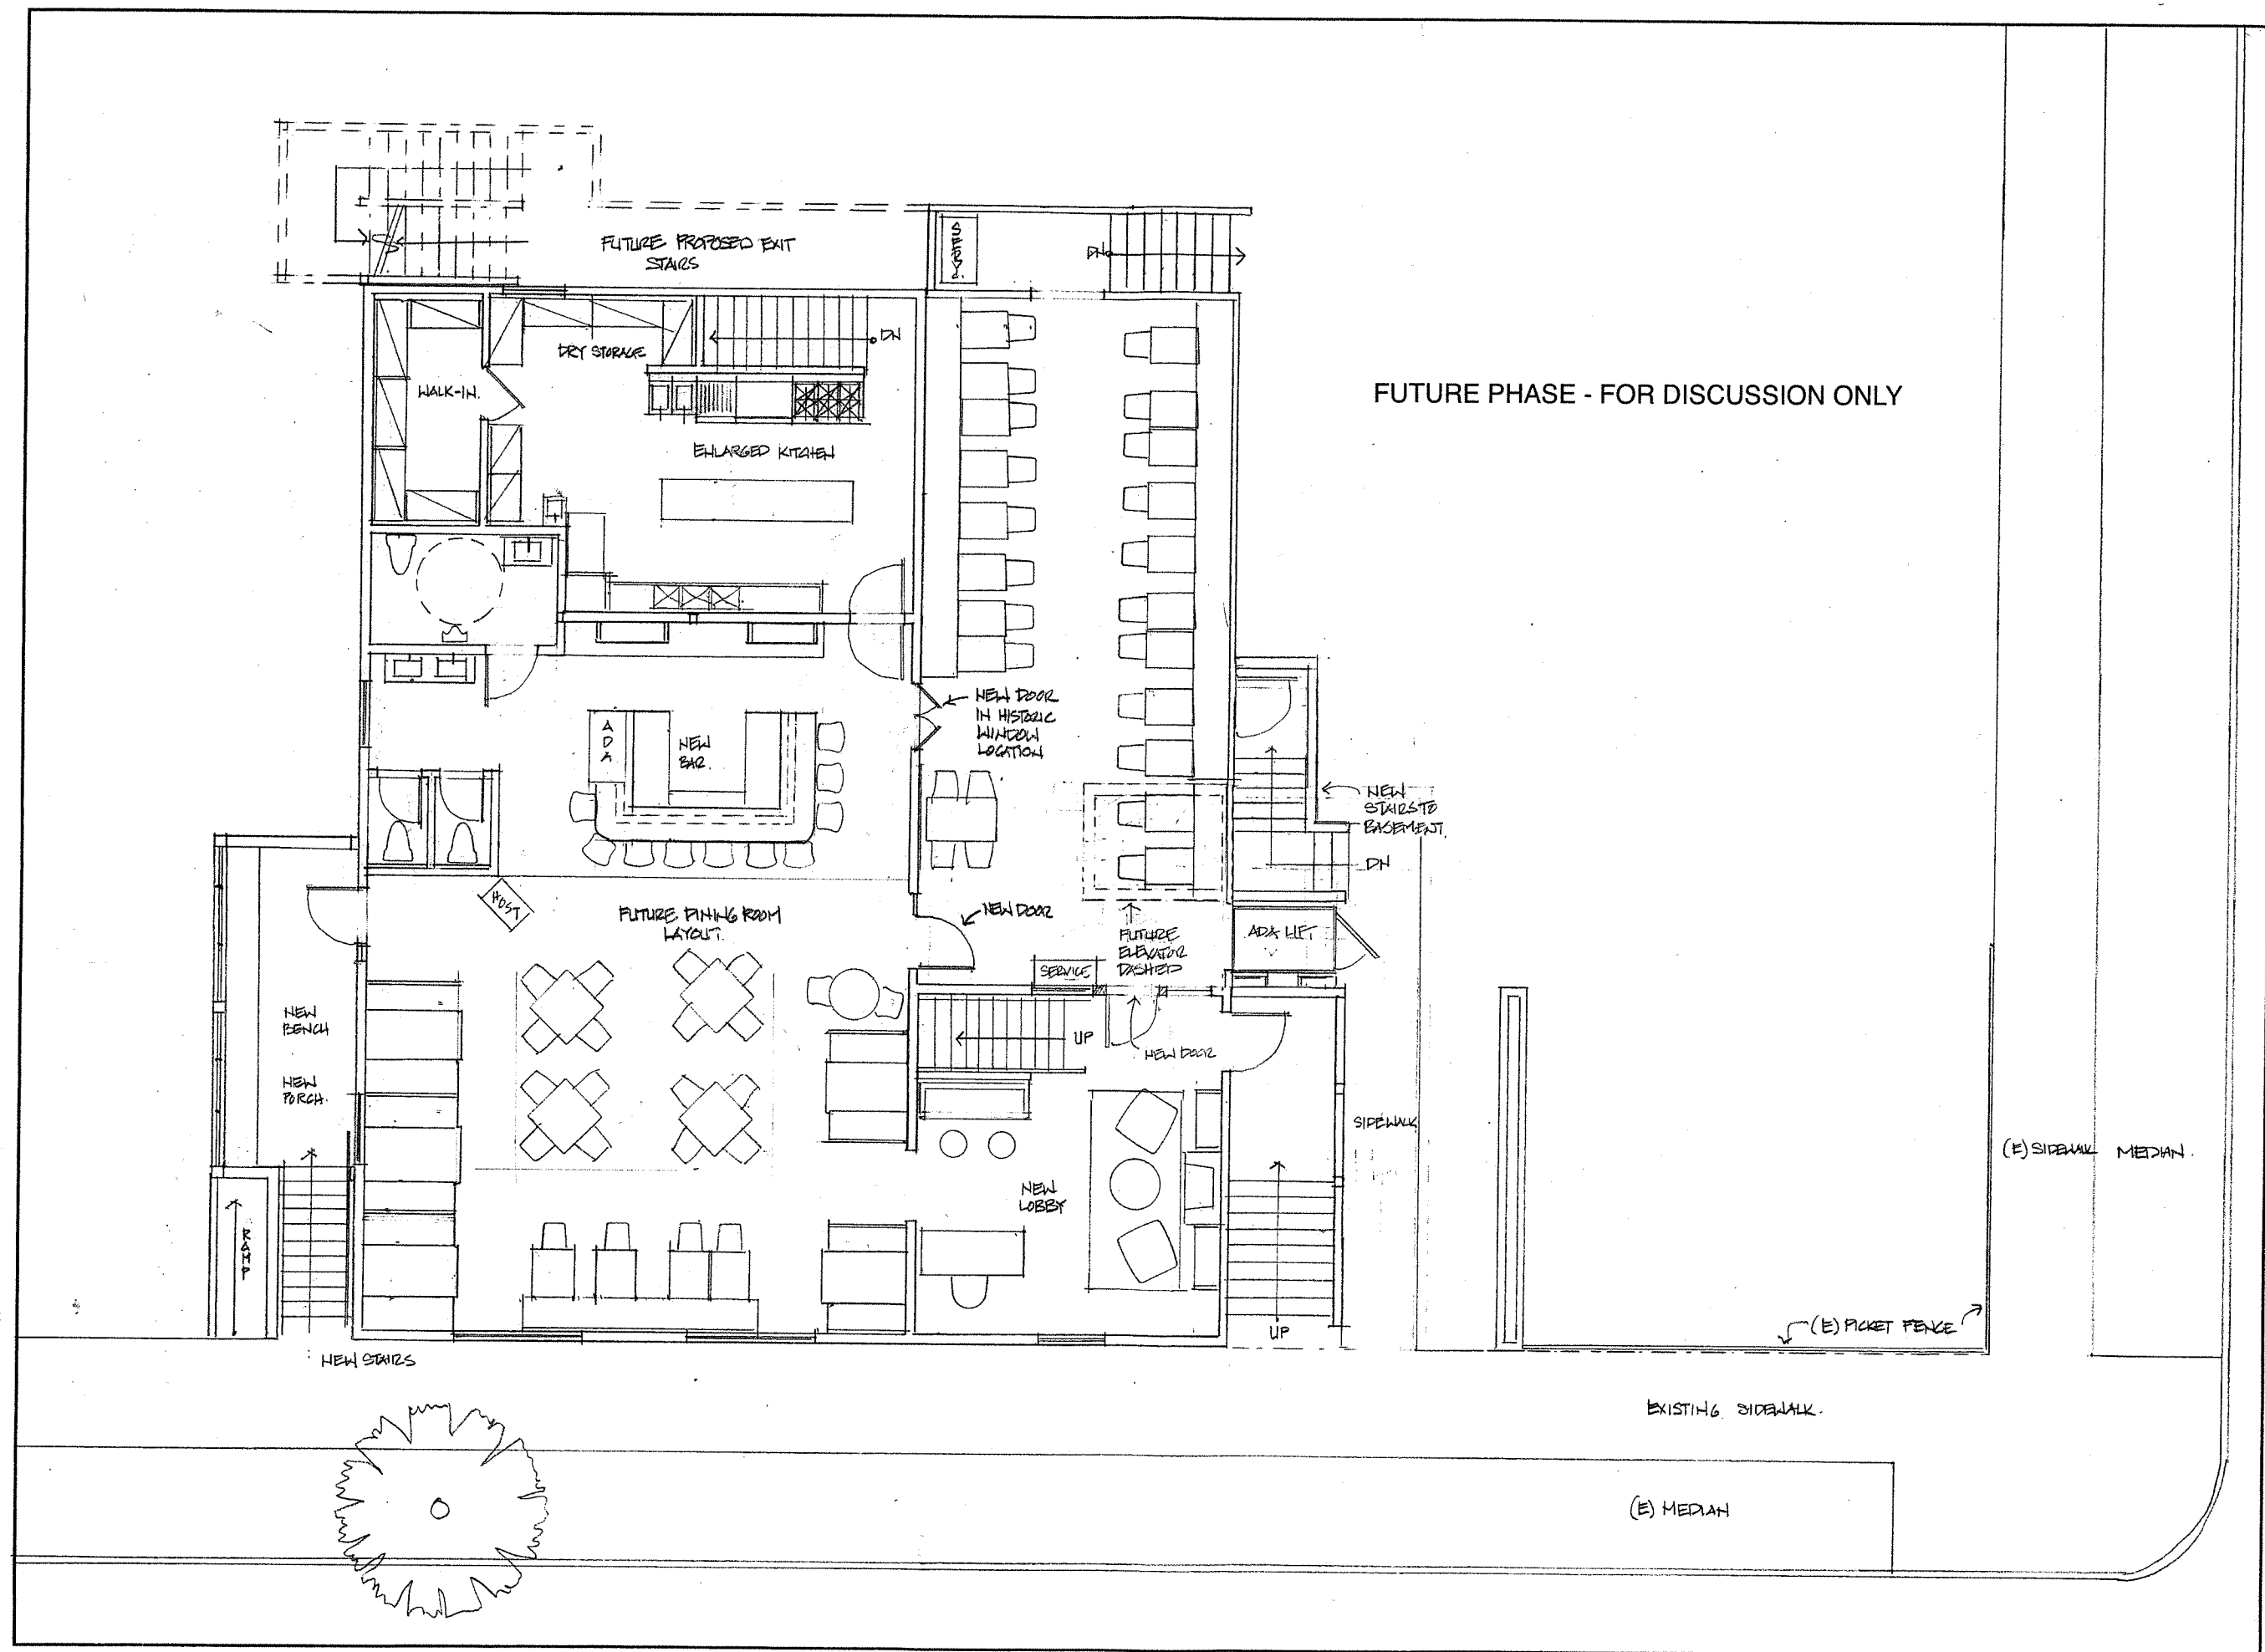 FUTURE PROPOSED EXIT
STAIRS
SERV.
DN
DRY STORAGE
DN
WALK-IN.
FUTURE PHASE - FOR DISCUSSION ONLY
ENLARGED KITCHEN
NEW DOOR
IN HISTORIC
WINDOW
LOCATION
ADA
NEW
BAR.
NEW
STAIRS TO
BASEMENT.
DN
HOST
FUTURE DINING ROOM
LAYOUT.
NEW DOOR
FUTURE
ELEVATOR
DASHED
ADA LIFT
SERVICE
NEW
BENCH
UP
NEW DOOR
NEW
PORCH.
SIDEWALK
(E) SIDEWALK
MEDIAN.
NEW
LOBBY
RAMP
UP
(E) PICKET FENCE
NEW STAIRS
EXISTING SIDEWALK.
(E) MEDIAN